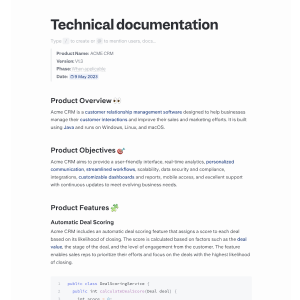 Technical documentation
Type / to create or @ to mention users, docs...
Product Name: ACME CRM
Version: V1.2
Phase:
Date: 9 May 2023
Product Overview 👀
Acme CRM is a customer relationship management software designed to help businesses
manage their customer interactions and improve their sales and marketing efforts. It is built
using Java and runs on Windows, Linux, and macOS.
Product Objectives 🎯
Acme CRM aims to provide a user-friendly interface, real-time analytics, personalized
communication, streamlined workflows, scalability, data security and compliance,
integrations, customizable dashboards and reports, mobile access, and excellent support
with continuous updates to meet evolving business needs.
Product Features 🧩
Automatic Deal Scoring
Acme CRM includes an automatic deal scoring feature that assigns a score to each deal
based on its likelihood of closing. The score is calculated based on factors such as the deal
value, the stage of the deal, and the level of engagement from the customer. The feature
enables sales reps to prioritize their efforts and focus on the deals with the highest likelihood
of closing.
1 public class DealScoringService {
2 public int calculateDealScore(Deal deal) {
3 int score = 0;